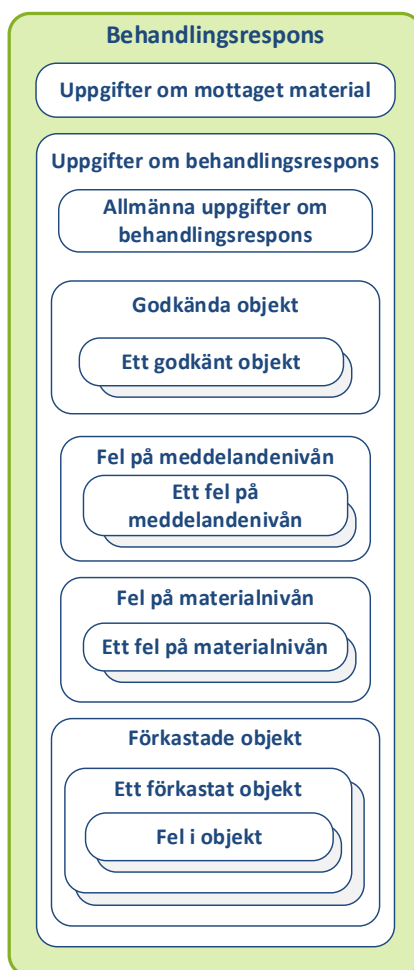 Behandlingsrespons
Uppgifter om mottaget material
Uppgifter om behandlingsrespons
Allmänna uppgifter om
behandlingsrespons
Godkända objekt
Ett godkänt objekt
Fel på meddelandenivån
Ett fel på
meddelandenivån
Fel på materialnivån
Ett fel på materialnivån
Förkastade objekt
Ett förkastat objekt
Fel i objekt